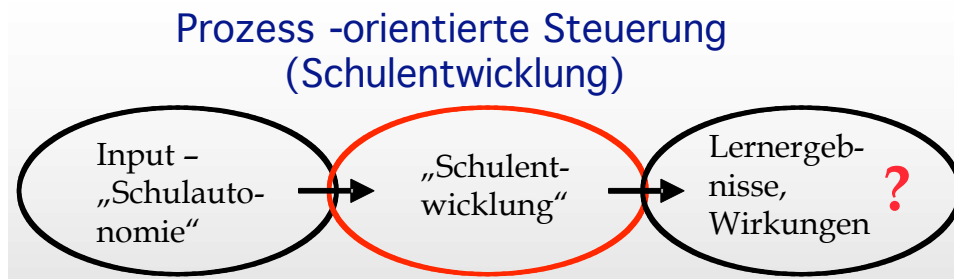 Prozess -orientierte Steuerung
(Schulentwicklung)
Input –
„Schulauto-
nomie“
„Schulent-
wicklung“
Lernergeb-
nisse,
Wirkungen
?